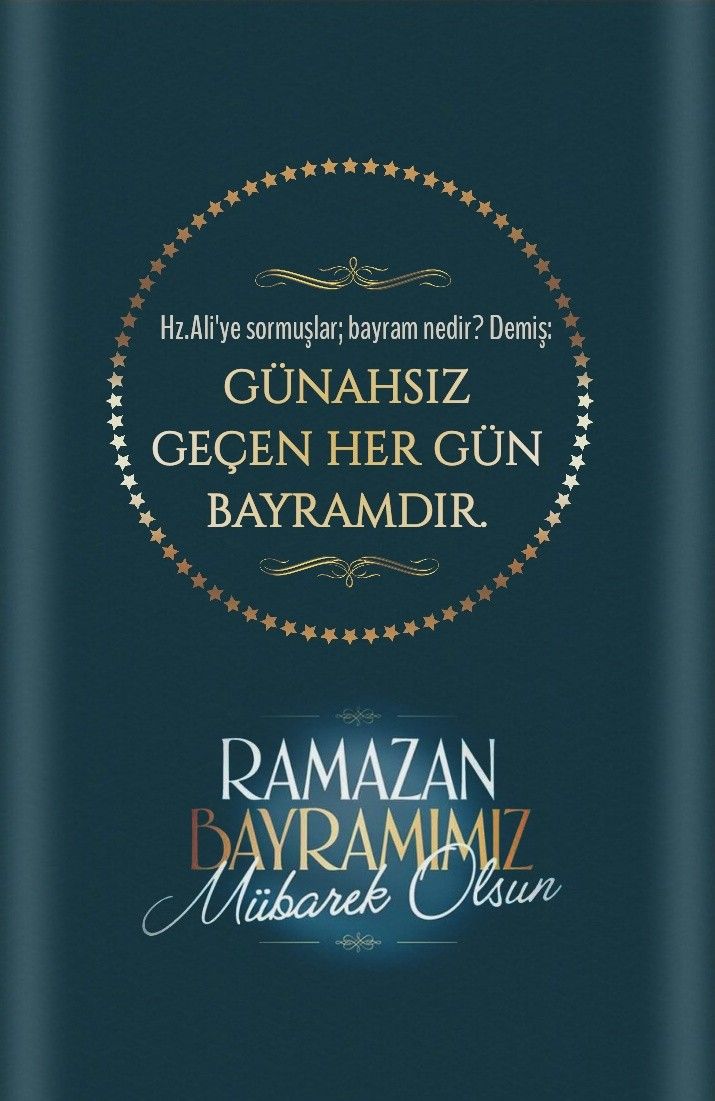 Hz.Ali'ye sormuşlar; bayram nedir? Demiş:
GÜNAHSIZ
GEÇEN HER GÜN
BAYRAMDIR.
RAMAZAN
BAYRAMIMIZ
Mübarek Olsun